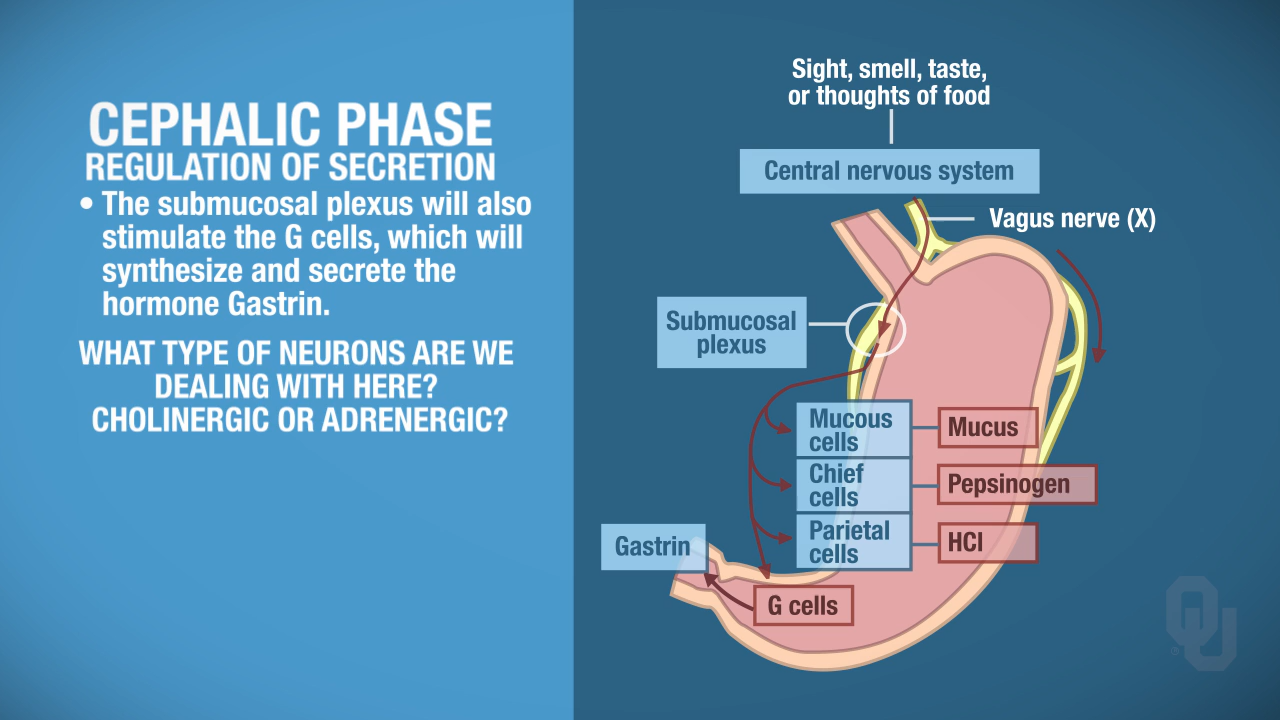 CEPHALIC PHASE
REGULATION OF SECRETION
• The submucosal plexus will also
stimulate the G cells, which will
synthesize and secrete the
hormone Gastrin.
WHAT TYPE OF NEURONS ARE WE
DEALING WITH HERE?
CHOLINERGIC OR ADRENERGIC?
Sight, smell, taste,
or thoughts of food
Central nervous system
Vagus nerve (X)
Submucosal
plexus
Mucous
cells
Mucus
Chief
cells
Pepsinogen
Parietal
cells
HCl
Gastrin
G cells
OU
e